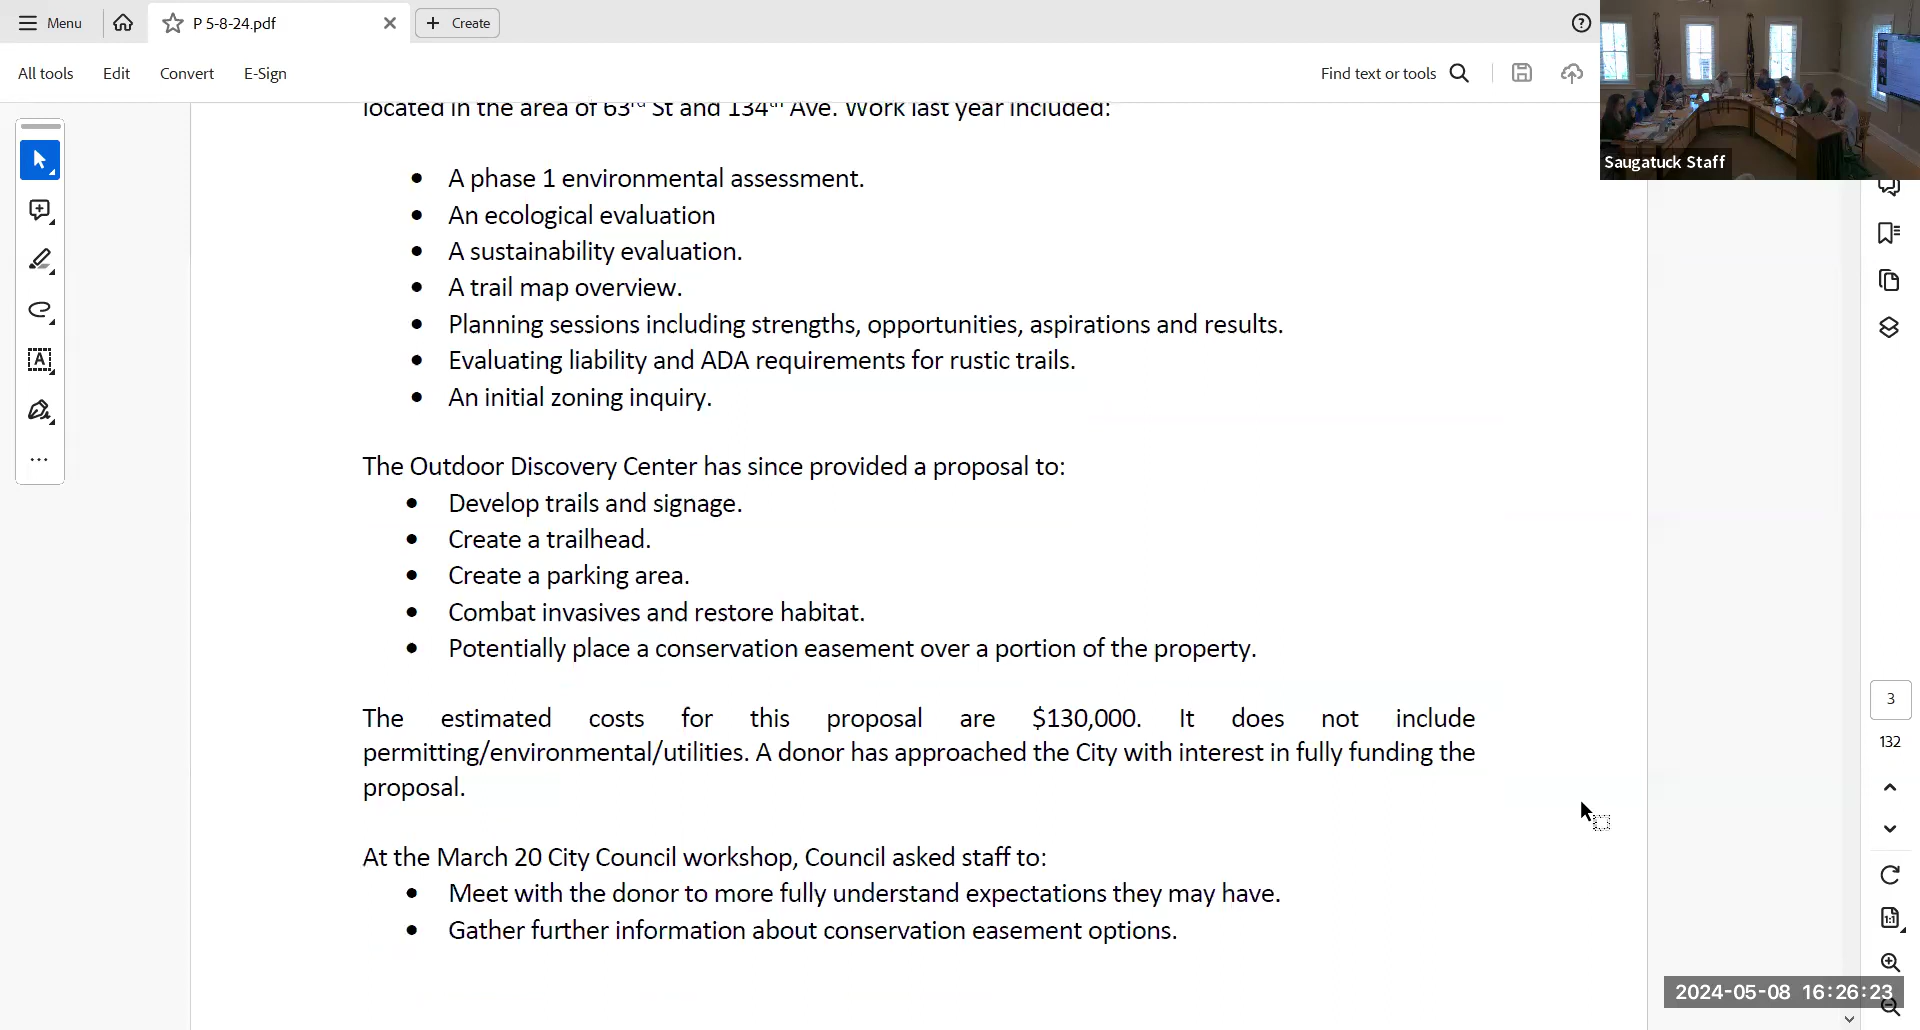 Menu
P 5-8-24.pdf
Create
All tools
Edit
Convert
E-Sign
Find text or tools
Saugatuck Staff
located in the area of 63rd St and 134th Ave. Work last year included:
• A phase 1 environmental assessment.
• An ecological evaluation
• A sustainability evaluation.
• A trail map overview.
• Planning sessions including strengths, opportunities, aspirations and results.
• Evaluating liability and ADA requirements for rustic trails.
• An initial zoning inquiry.
The Outdoor Discovery Center has since provided a proposal to:
• Develop trails and signage.
• Create a trailhead.
• Create a parking area.
• Combat invasives and restore habitat.
• Potentially place a conservation easement over a portion of the property.
The estimated costs for this proposal are $130,000. It does not include
permitting/environmental/utilities. A donor has approached the City with interest in fully funding the
proposal.
At the March 20 City Council workshop, Council asked staff to:
• Meet with the donor to more fully understand expectations they may have.
• Gather further information about conservation easement options.
3
132
2024-05-08 16:26:23